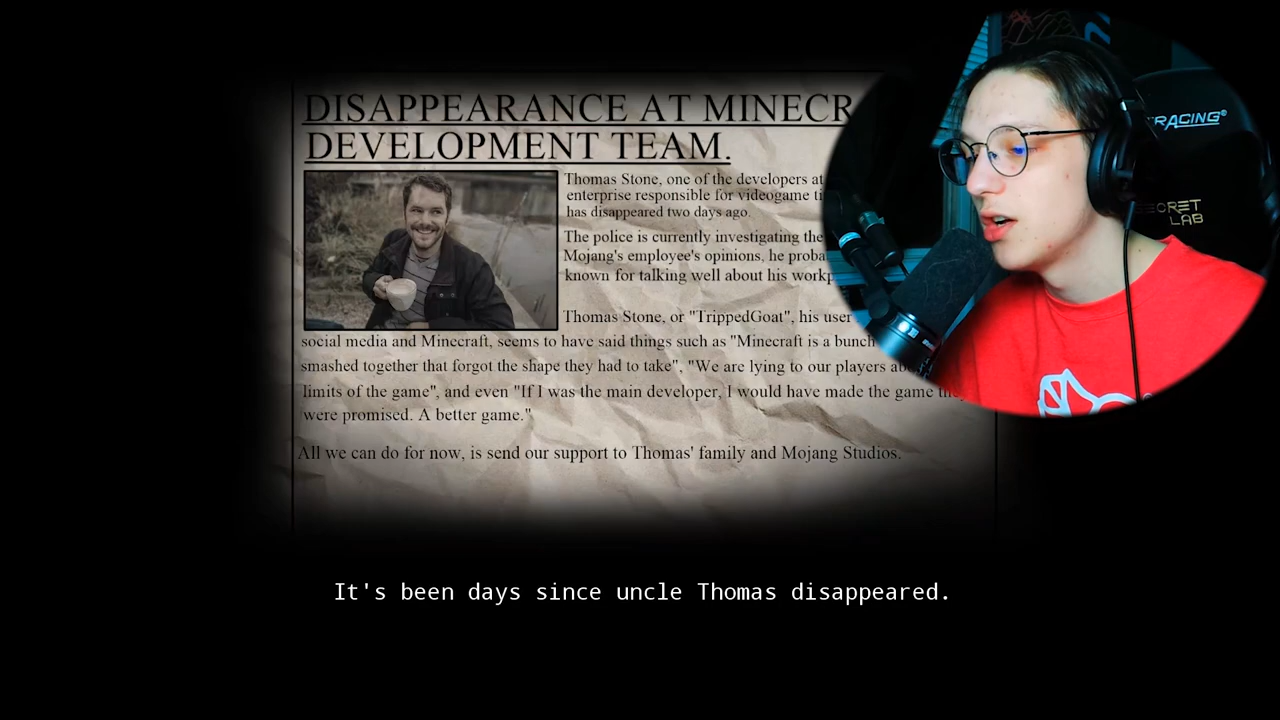 DISAPPEARANCE AT MINECR
DEVELOPMENT TEAM.
Thomas Stone, one of the developers at
enterprise responsible for videogame
has disappeared two days ago.
The police is currently investigating the
Mojang's employee's opinions, he
known for talking well about his
Thomas Stone, or "TrippedGoat", his user
social media and Minecraft, seems to have said things such as "Minecraft is a bunch
smashed together that forgot the shape they had to take", "We are lying to our players
limits of the game", and even "If I was the main developer, I would have made the game they
were promised. A better game."
All we can do for now, is send our support to Thomas' family and Mojang Studios.
RACING®
SECRET
LAB
It's been days since uncle Thomas disappeared.